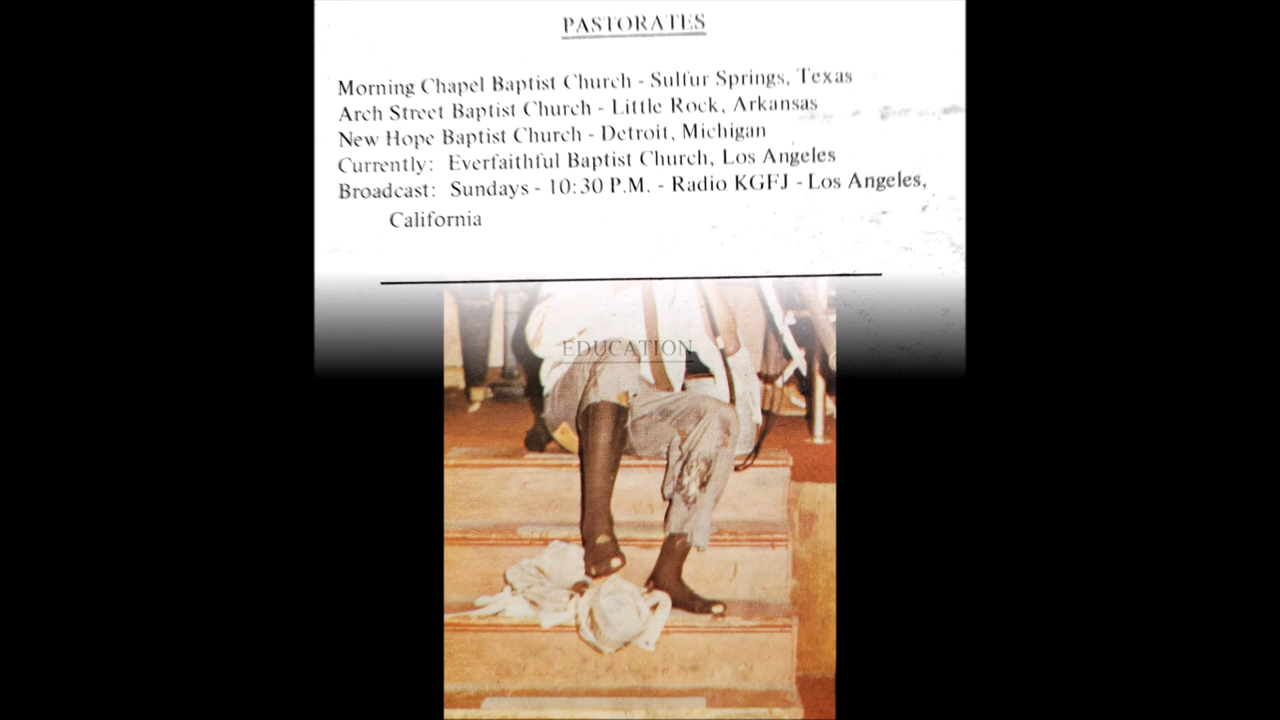 PASTORATES
Morning Chapel Baptist Church - Sulfur Springs, Texas
Arch Street Baptist Church - Little Rock, Arkansas
New Hope Baptist Church - Detroit, Michigan
Currently: Everfaithful Baptist Church, Los Angeles
Broadcast: Sundays - 10:30 P.M. - Radio KGFJ - Los Angeles,
California
EDUCATION